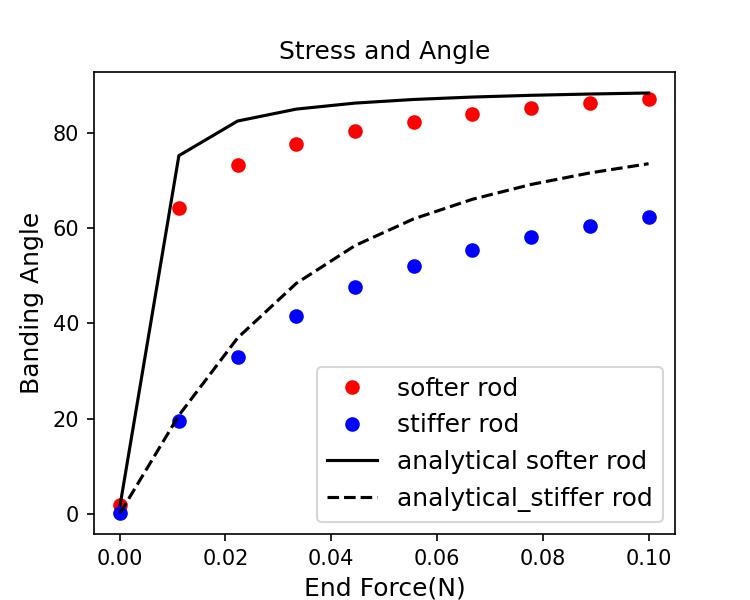 Stress and Angle
Banding Angle
80
60
40
20
0
softer rod
stiffer rod
analytical softer rod
analytical_stiffer rod
0.00 0.02 0.04 0.06 0.08 0.10
End Force(N)